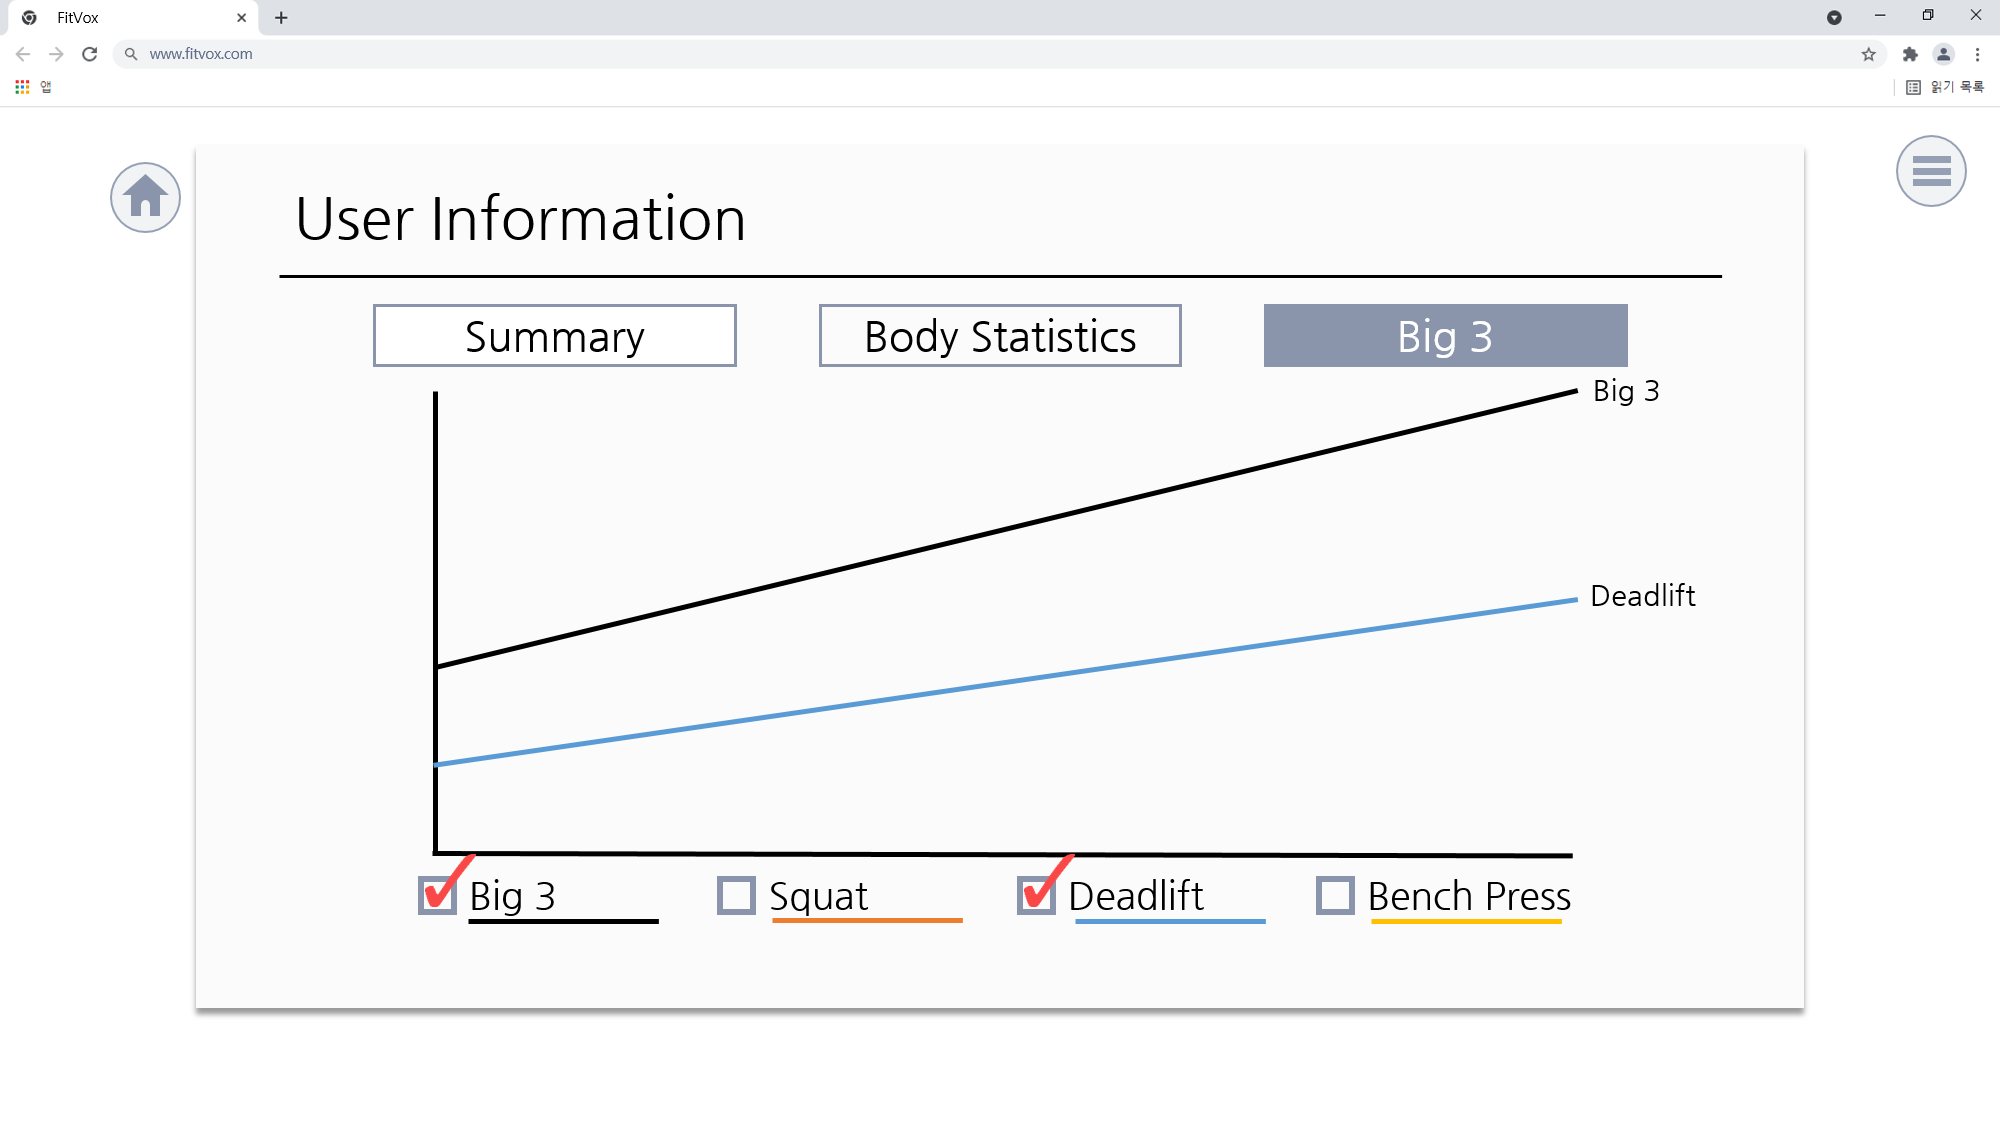 FitVox
www.fitvox.com
앱
읽기 목록
User Information
Summary
Body Statistics
Big 3
Big 3
Deadlift
Big 3
Squat
Deadlift
Bench Press